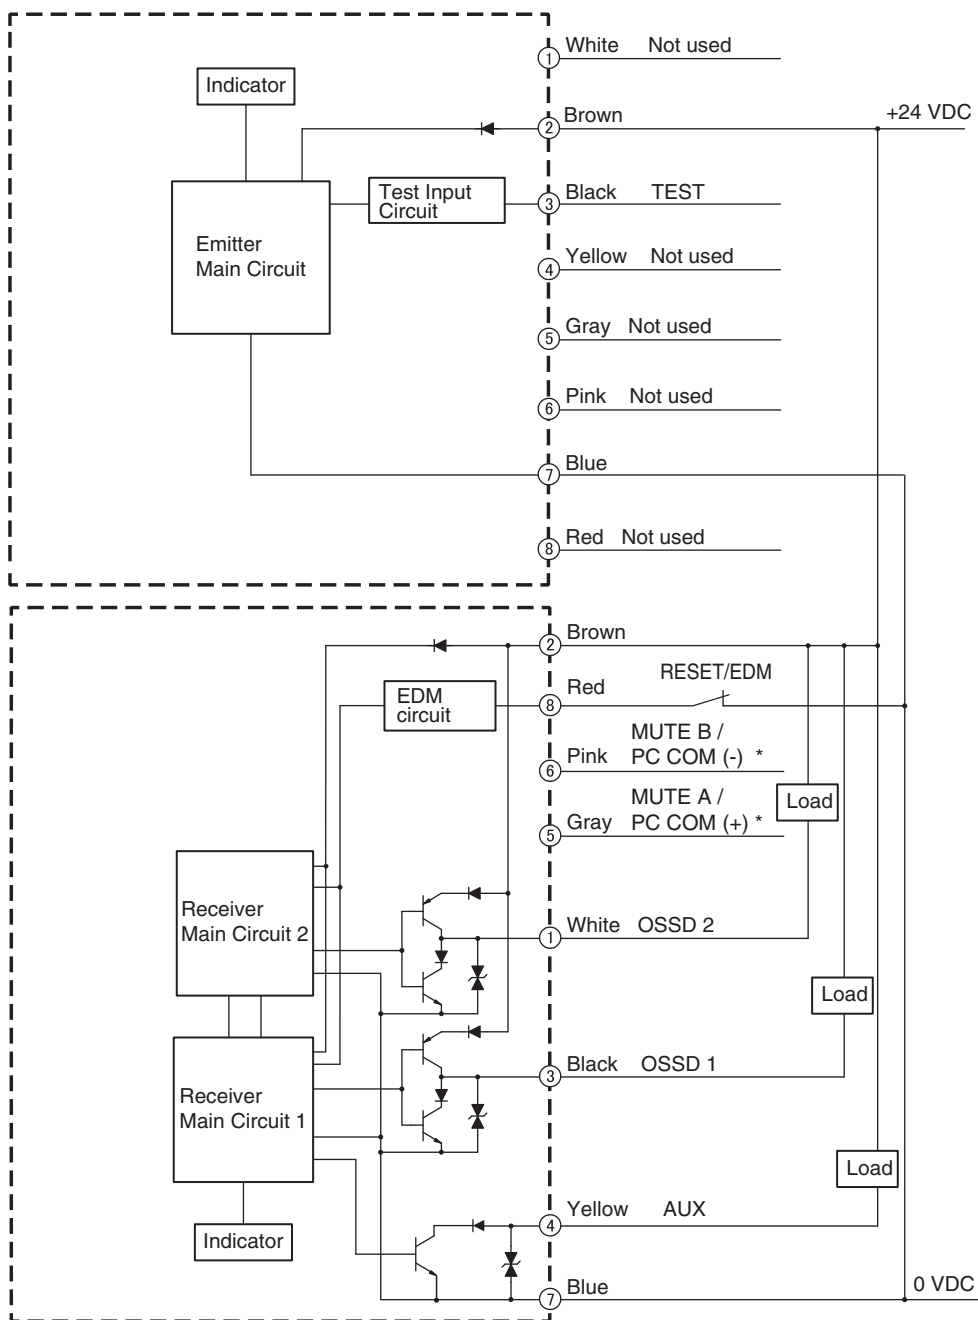 ① White Not used
Indicator
② Brown +24 VDC
Test Input
Circuit
③ Black TEST
Emitter
Main Circuit
④ Yellow Not used
⑤ Gray Not used
⑥ Pink Not used
⑦ Blue
⑧ Red Not used
② Brown
EDM
circuit
⑧ Red RESET/EDM
MUTE B /
⑥ Pink PC COM (-) *
Load
MUTE A /
⑤ Gray PC COM (+) *
Receiver
Main Circuit 2
① White OSSD 2
Load
③ Black OSSD 1
Receiver
Main Circuit 1
Load
④ Yellow AUX
Indicator
⑦ Blue 0 VDC